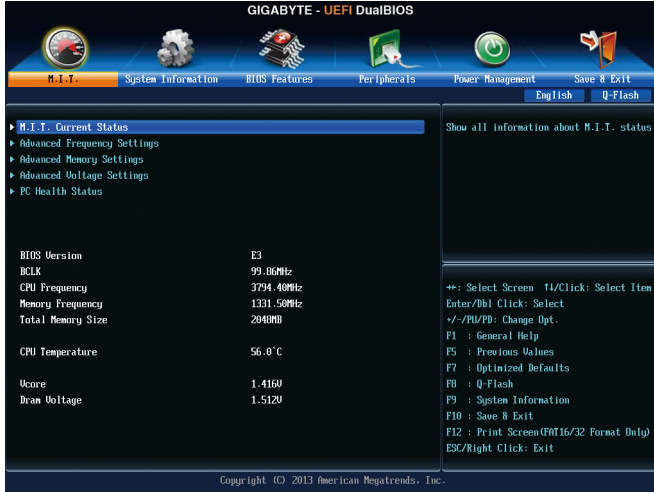 GIGABYTE - UEFI DualBIOS
M.I.T.
System Information
BIOS Features
Peripherals
Power Management
Save & Exit
English
Q-Flash
M.I.T. Current Status
Advanced Frequency Settings
Advanced Memory Settings
Advanced Voltage Settings
PC Health Status
BIOS Version E3
BCLK 99.86MHz
CPU Frequency 3794.40MHz
Memory Frequency 1331.50MHz
Total Memory Size 2048MB
CPU Temperature 56.0°C
Vcore 1.416V
Dram Voltage 1.512V
Show all information about M.I.T. status
→←: Select Screen ↑↓/Click: Select Item
Enter/Dbl Click: Select
+/-/PU/PD: Change Opt.
F1 : General Help
F5 : Previous Values
F7 : Optimized Defaults
F8 : Q-Flash
F9 : System Information
F10 : Save & Exit
F12 : Print Screen(FAT16/32 Format Only)
ESC/Right Click: Exit
Copyright (C) 2013 American Megatrends, Inc.